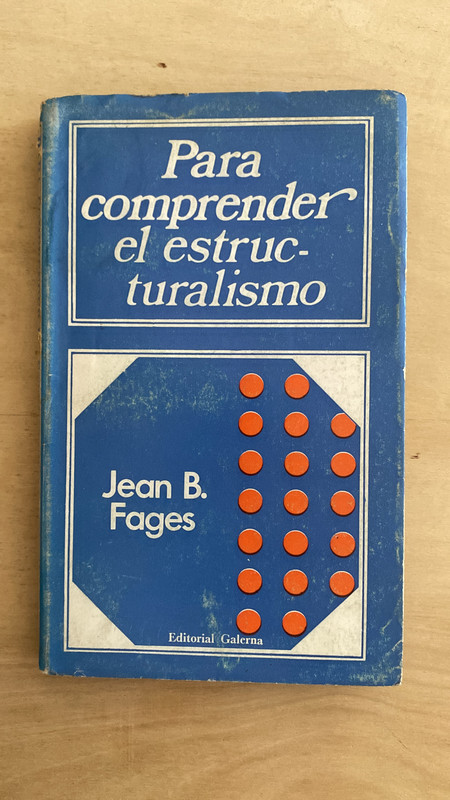 Para
comprender
el estruc-
turalismo
Jean B.
Fages
Editorial Galerna